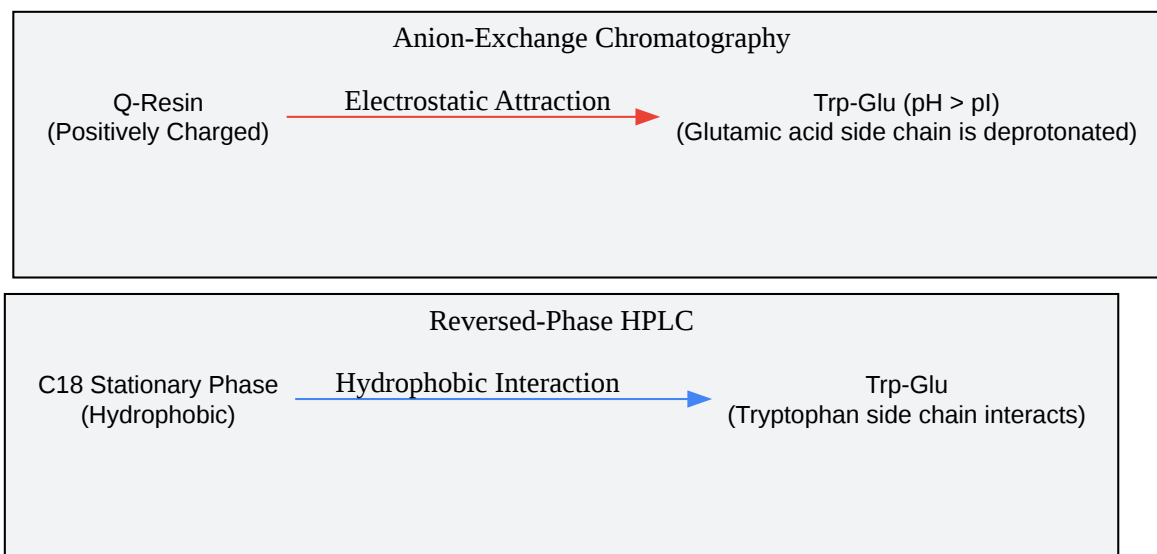 Anion-Exchange Chromatography
Q-Resin
(Positively Charged)
Electrostatic Attraction
Trp-Glu (pH > pI)
(Glutamic acid side chain is deprotonated)
Reversed-Phase HPLC
C18 Stationary Phase
(Hydrophobic)
Hydrophobic Interaction
Trp-Glu
(Tryptophan side chain interacts)